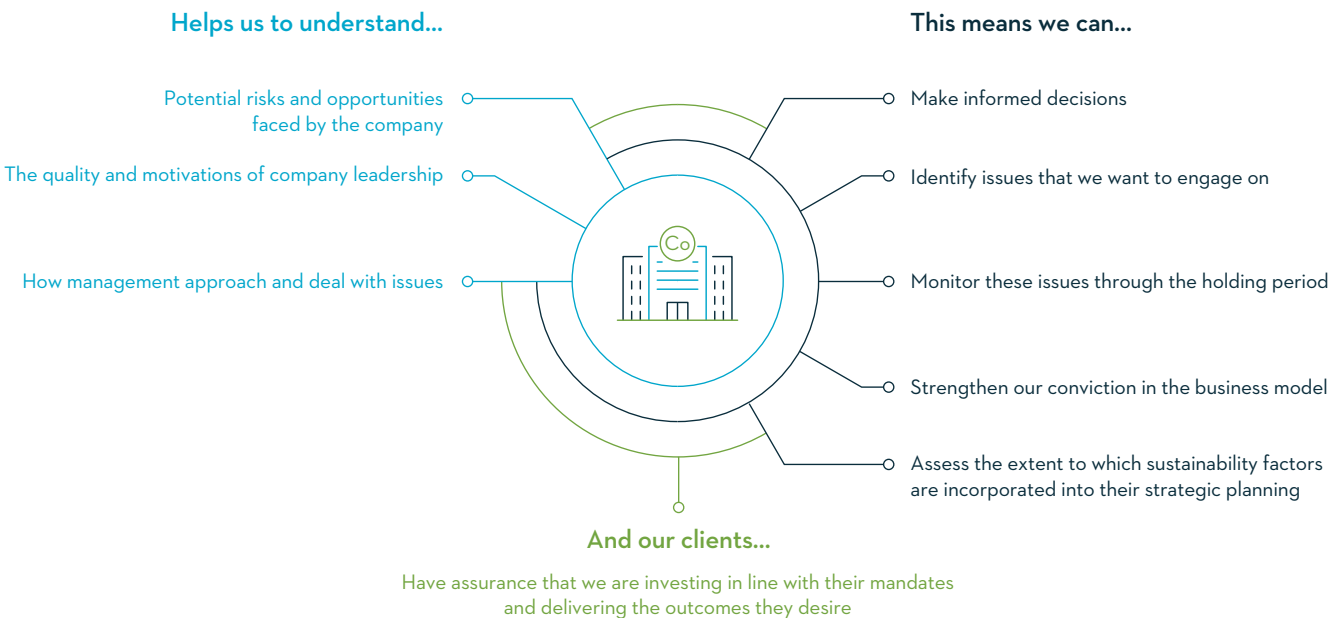 Helps us to understand...
Potential risks and opportunities
faced by the company
The quality and motivations of company leadership
How management approach and deal with issues
Co
This means we can...
Make informed decisions
Identify issues that we want to engage on
Monitor these issues through the holding period
Strengthen our conviction in the business model
Assess the extent to which sustainability factors
are incorporated into their strategic planning
And our clients...
Have assurance that we are investing in line with their mandates
and delivering the outcomes they desire